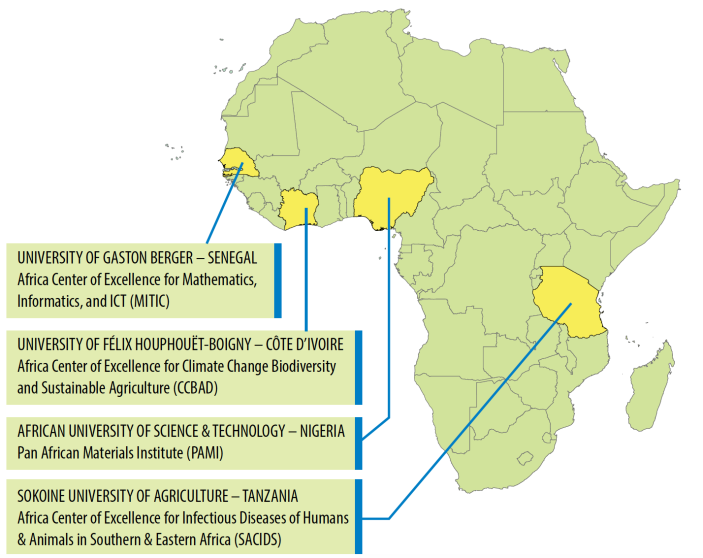 UNIVERSITY OF GASTON BERGER – SENEGAL
Africa Center of Excellence for Mathematics,
Informatics, and ICT (MITIC)
UNIVERSITY OF FÉLIX HOUPHOUËT-BOIGNY – CÔTE D'IVOIRE
Africa Center of Excellence for Climate Change Biodiversity
and Sustainable Agriculture (CCBAD)
AFRICAN UNIVERSITY OF SCIENCE & TECHNOLOGY – NIGERIA
Pan African Materials Institute (PAMI)
SOKOINE UNIVERSITY OF AGRICULTURE – TANZANIA
Africa Center of Excellence for Infectious Diseases of Humans
& Animals in Southern & Eastern Africa (SACIDS)